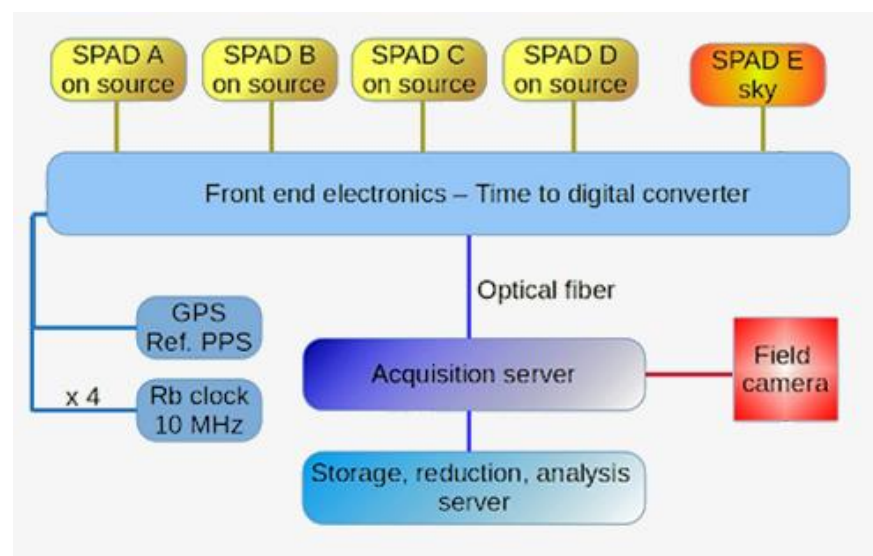 SPAD A
on source
SPAD B
on source
SPAD C
on source
SPAD D
on source
SPAD E
sky
Front end electronics – Time to digital converter
Optical fiber
GPS
Ref. PPS
x 4
Rb clock
10 MHz
Acquisition server
Field
camera
Storage, reduction, analysis
server